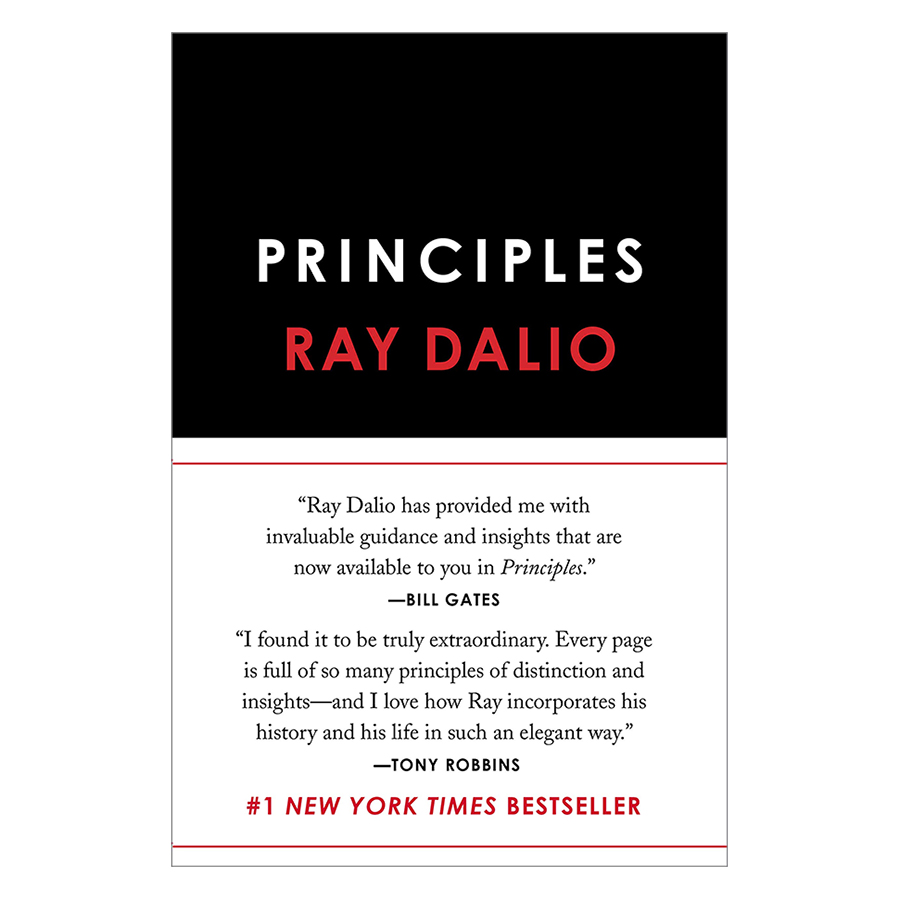 PRINCIPLES
RAY DALIO
“Ray Dalio has provided me with
invaluable guidance and insights that are
now available to you in Principles.”
—BILL GATES
“I found it to be truly extraordinary. Every page
is full of so many principles of distinction and
insights—and I love how Ray incorporates his
history and his life in such an elegant way.”
—TONY ROBBINS
#1 NEW YORK TIMES BESTSELLER